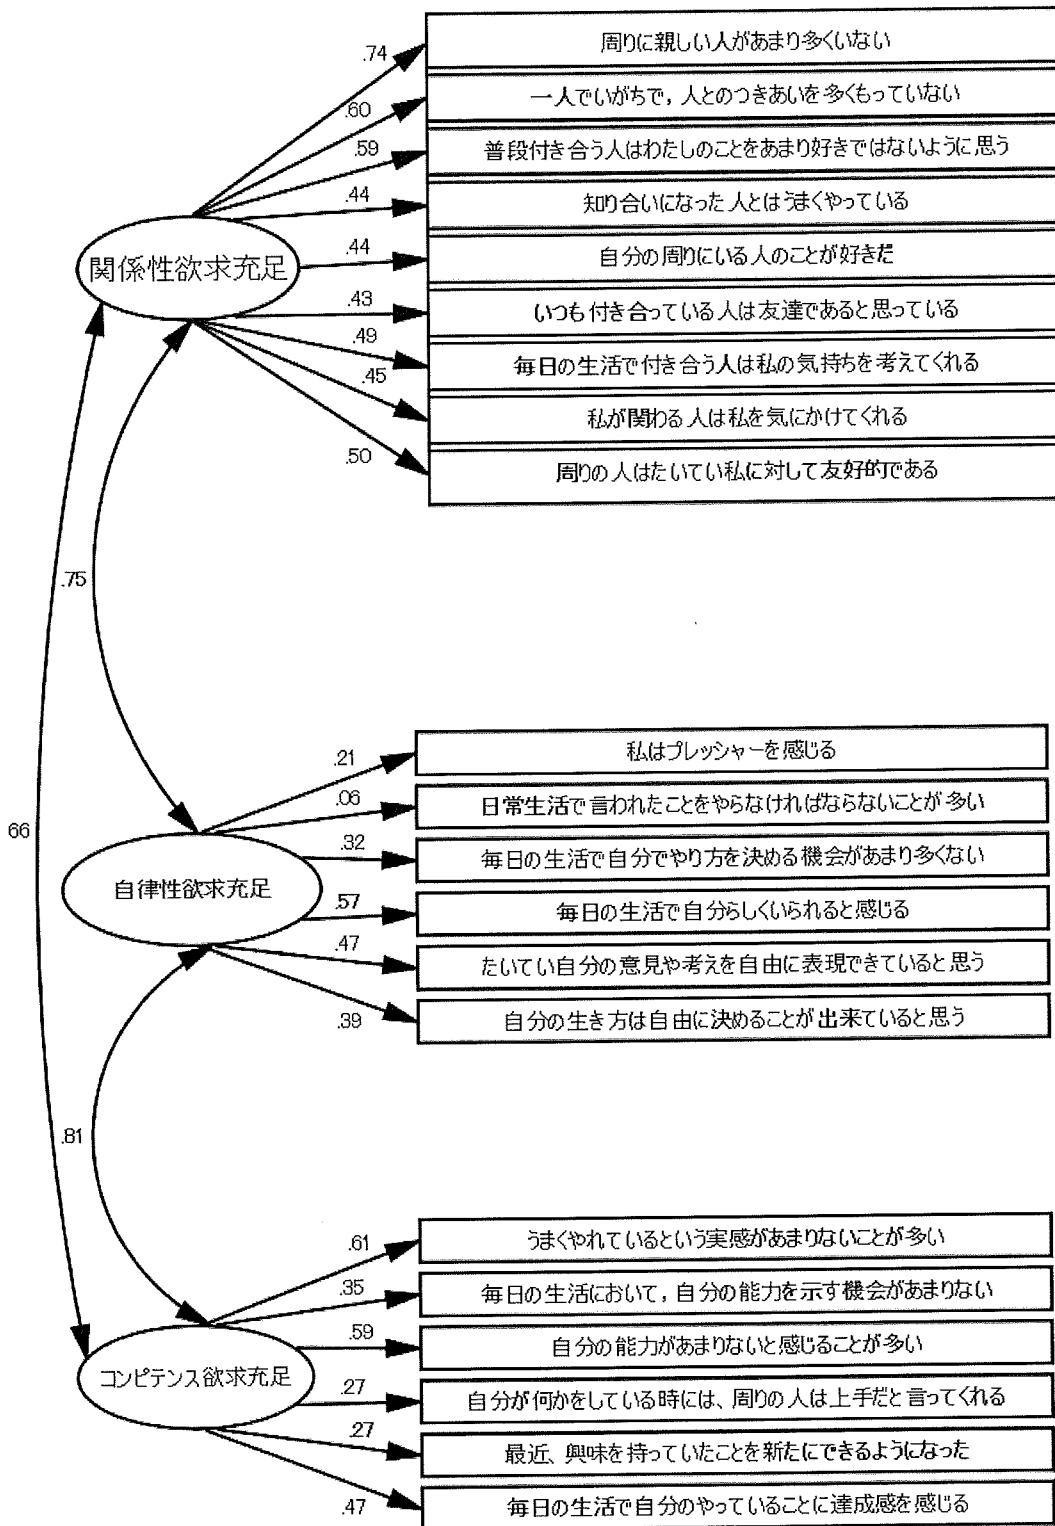 .74
周りに親しい人があまり多くいない
.60
一人でいがちで，人とのつきあいを多くもっていない
.59
普段付き合う人はわたしのことをあまり好きではないように思う
.44
知り合いになった人とはうまくやっている
関係性欲求充足
.44
自分の周りにいる人のことが好きだ
.43
いつも付き合っている人は友達であると思っている
.49
毎日の生活で付き合う人は私の気持ちを考えてくれる
.45
私が関わる人は私を気にかけてくれる
.50
周りの人はたいてい私に対して友好的である
.75
66
.21
私はプレッシャーを感じる
.06
日常生活で言われたことをやらなければならないことが多い
.32
毎日の生活で自分でやり方を決める機会があまり多くない
自律性欲求充足
.57
毎日の生活で自分らしくいられると感じる
.47
たいてい自分の意見や考えを自由に表現できていると思う
.39
自分の生き方は自由に決めることが出来ていると思う
.81
.61
うまくやれているという実感があまりないことが多い
.35
毎日の生活において，自分の能力を示す機会があまりない
.59
自分の能力があまりないと感じることが多い
コンピテンス欲求充足
.27
自分が何かをしている時には、周りの人は上手だと言ってくれる
.27
最近、興味を持っていたことを新たにできるようになった
.47
毎日の生活で自分のやっていることに達成感を感じる